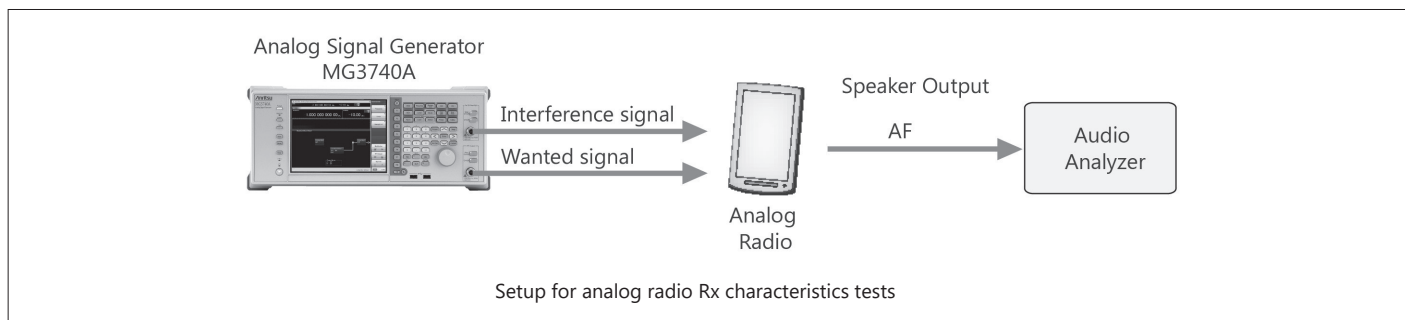 Analog Signal Generator
MG3740A
Anritsu
Interference signal
Wanted signal
Speaker Output
AF
Analog
Radio
Audio
Analyzer
Setup for analog radio Rx characteristics tests